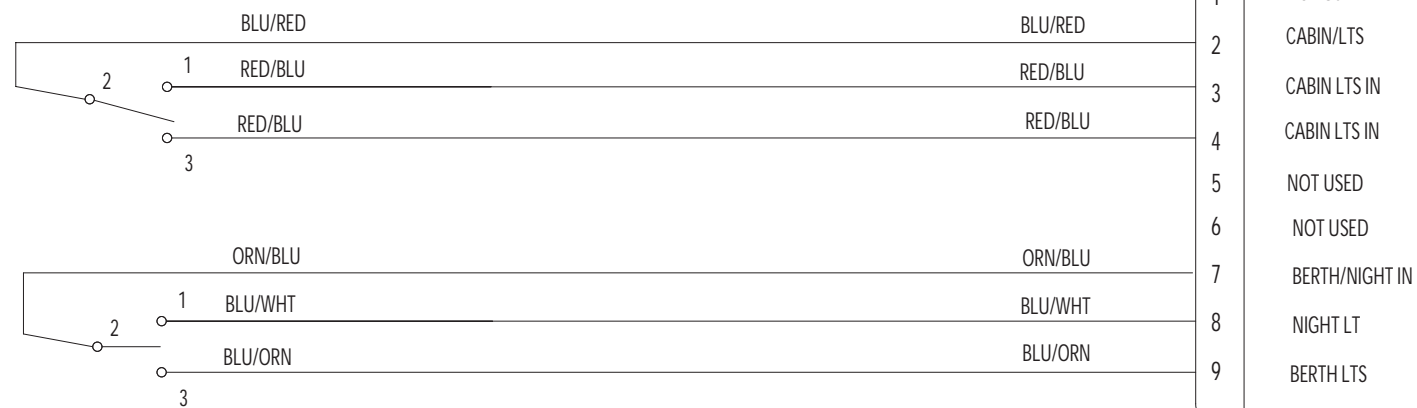 1
BLU/RED BLU/RED 2 CABIN/LTS
2 1 RED/BLU RED/BLU 3 CABIN LTS IN
RED/BLU RED/BLU 4 CABIN LTS IN
3
5 NOT USED
6 NOT USED
ORN/BLU ORN/BLU 7 BERTH/NIGHT IN
2 1 BLU/WHT BLU/WHT 8 NIGHT LT
BLU/ORN BLU/ORN 9 BERTH LTS
3